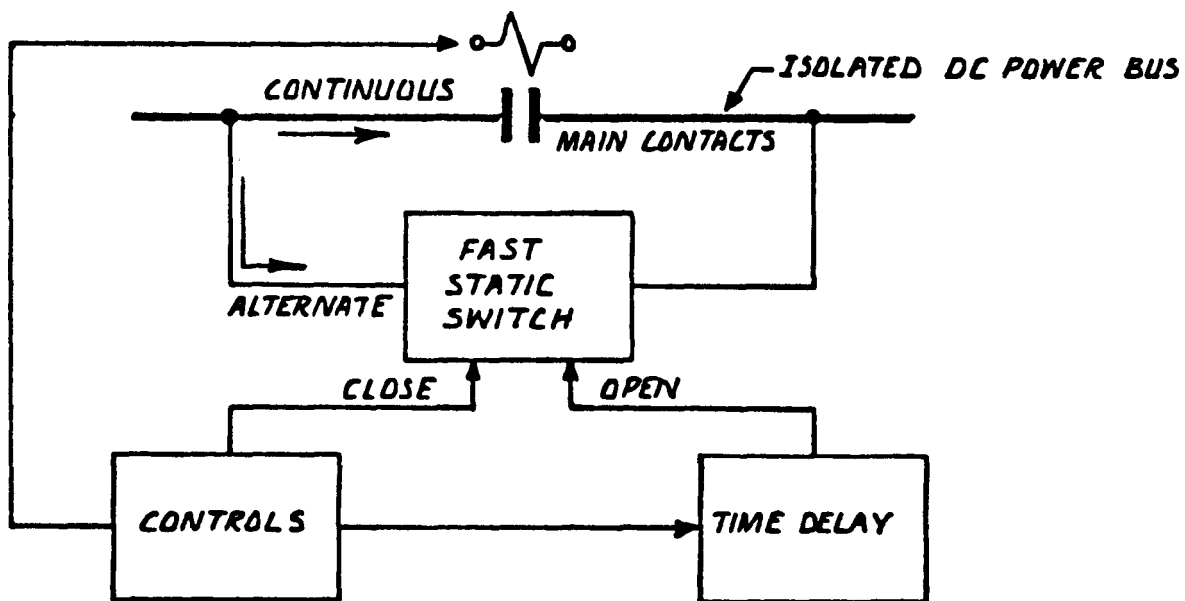 ISOLATED DC POWER BUS
CONTINUOUS
MAIN CONTACTS
FAST
STATIC
SWITCH
ALTERNATE
CLOSE
OPEN
CONTROLS
TIME DELAY